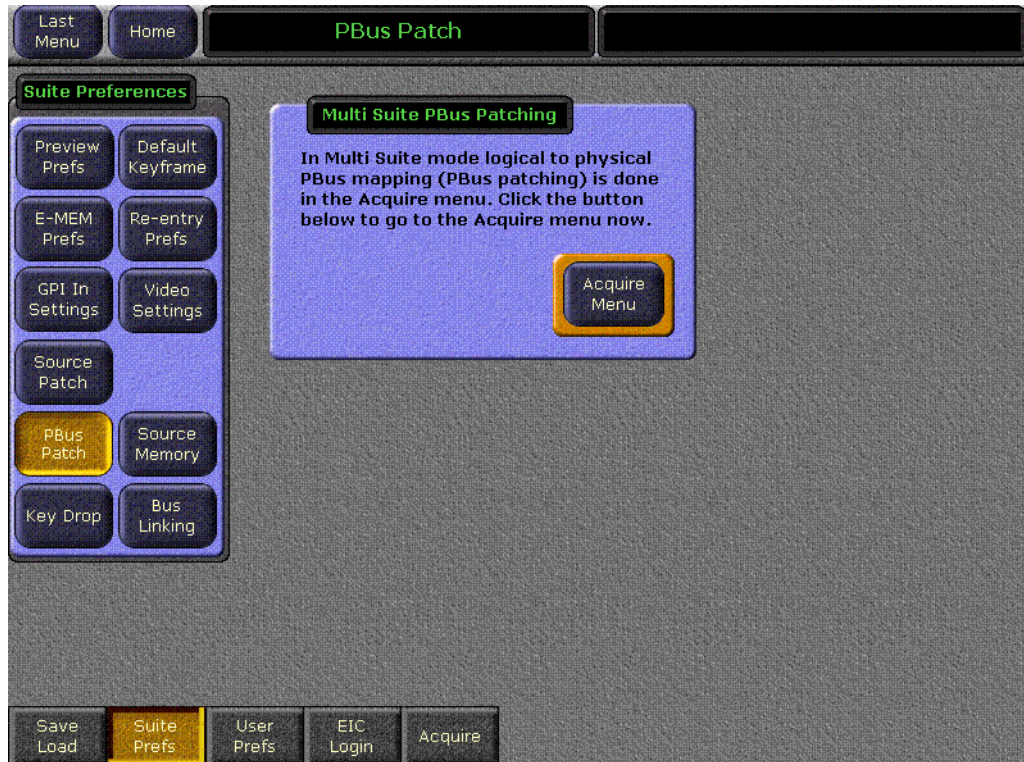 Last
Menu
Home
PBus Patch
Suite Preferences
Preview
Prefs
Default
Keyframe
E-MEM
Prefs
Re-entry
Prefs
GPI In
Settings
Video
Settings
Source
Patch
PBus
Patch
Source
Memory
Key Drop
Bus
Linking
Multi Suite PBus Patching
In Multi Suite mode logical to physical
PBus mapping (PBus patching) is done
in the Acquire menu. Click the button
below to go to the Acquire menu now.
Acquire
Menu
Save
Load
Suite
Prefs
User
Prefs
EIC
Login
Acquire